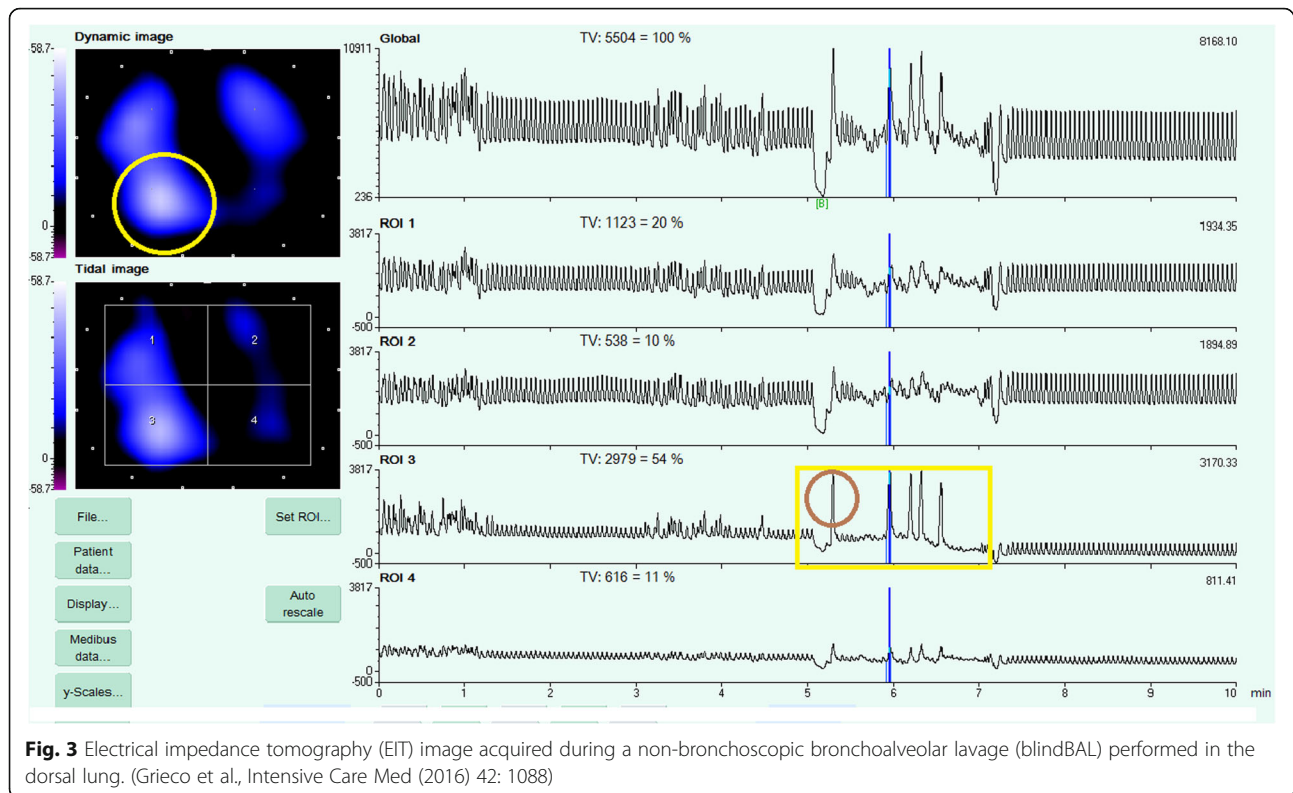 Dynamic image
58.7-
0-
-58.7
Tidal image
58.7-
0-
-58.7
1
2
3
4
File...
Set ROI...
Patient
data...
Display...
Auto
rescale
Medibus
data...
y-Scales...
Global
TV: 5504 = 100 %
8168.10
10911
236
[B]
ROI 1
TV: 1123 = 20 %
1934.35
3817
0
-500
ROI 2
TV: 538 = 10 %
1894.89
3817
0
-500
ROI 3
TV: 2979 = 54 %
3170.33
3817
0
-500
ROI 4
TV: 616 = 11 %
811.41
3817
0
-500
0 1 2 3 4 5 6 7 8 9 10 min
Fig. 3 Electrical impedance tomography (EIT) image acquired during a non-bronchoscopic bronchoalveolar lavage (blindBAL) performed in the
dorsal lung. (Grieco et al., Intensive Care Med (2016) 42: 1088)